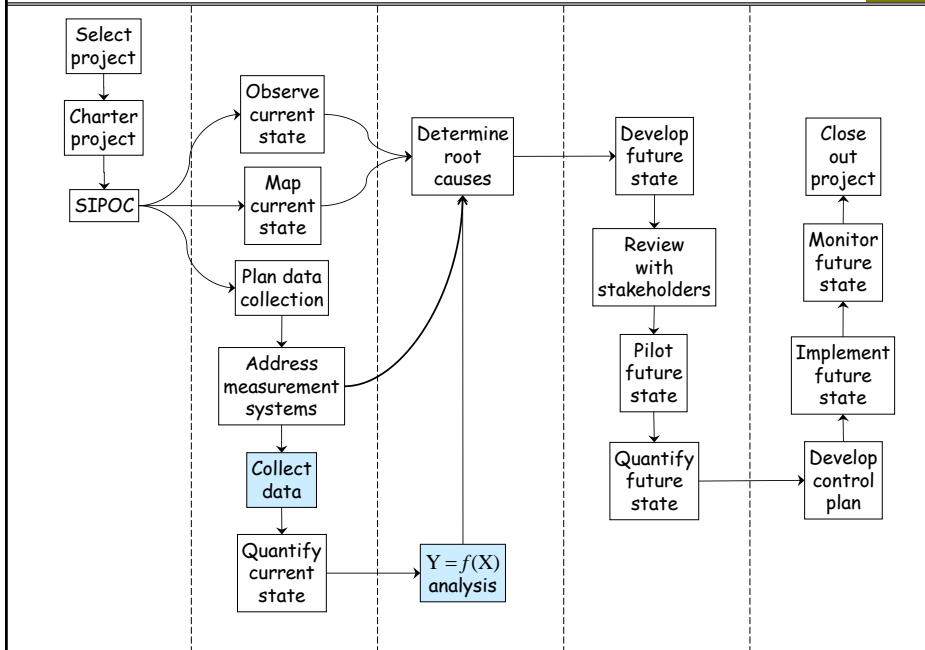 Select
project
Charter
project
SIPOC
Observe
current
state
Map
current
state
Plan data
collection
Address
measurement
systems
Collect
data
Quantify
current
state
Determine
root
causes
Y = f(X)
analysis
Develop
future
state
Review
with
stakeholders
Pilot
future
state
Quantify
future
state
Close
out
project
Monitor
future
state
Implement
future
state
Develop
control
plan